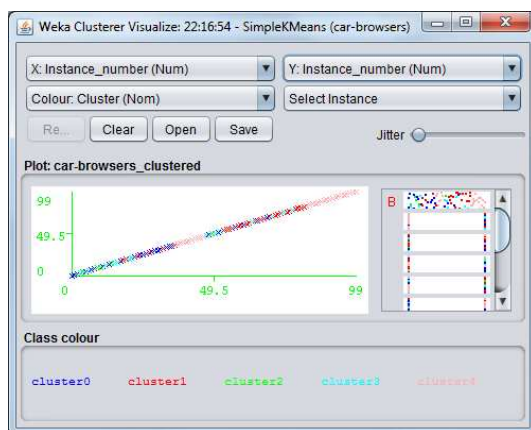 Weka Clusterer Visualize: 22:16:54 - SimpleKMeans (car-browsers)
X: Instance_number (Num) Y: Instance_number (Num)
Colour: Cluster (Nom) Select Instance
Re... Clear Open Save Jitter
Plot: car-browsers_clustered
99
49.5
0
0 49.5 99
B
Class colour
cluster0 cluster1 cluster2 cluster3 cluster4